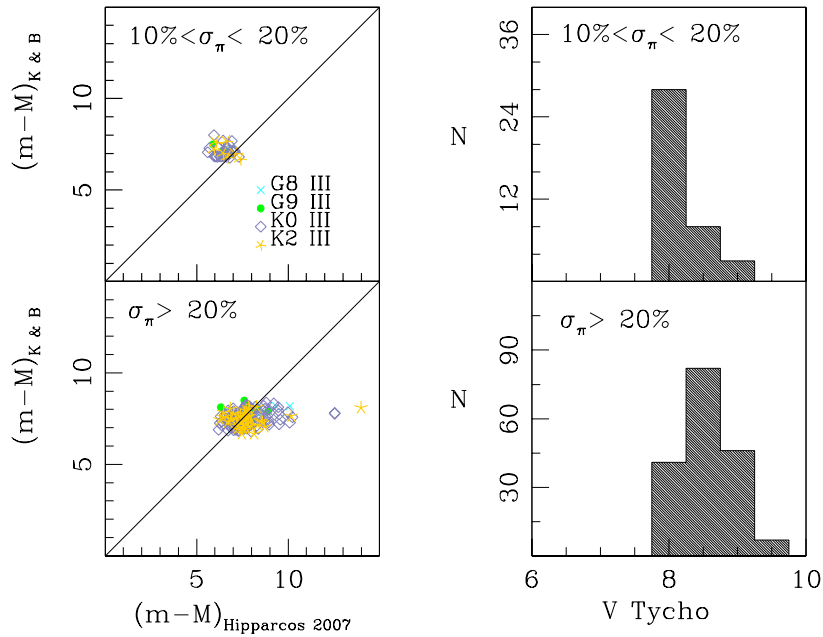 10%<σπ< 20%
(m−M)K & B
10
5
G8 III
G9 III
K0 III
K2 III
10%<σπ< 20%
N
36
24
12
σπ> 20%
(m−M)K & B
10
5
5
10
(m−M)Hipparcos 2007
σπ> 20%
N
90
60
30
6
8
10
V Tycho